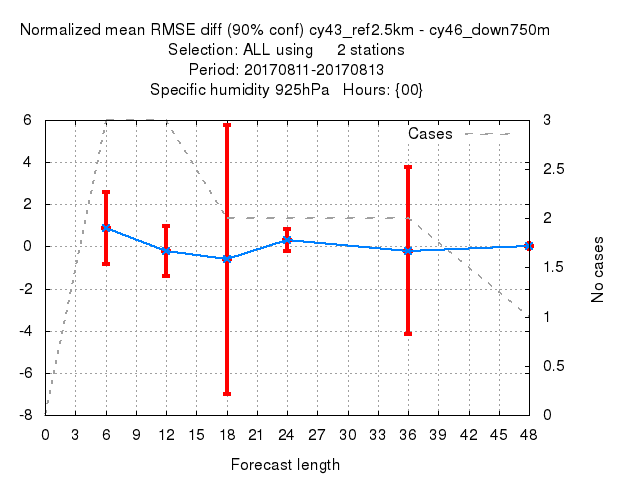 Normalized mean RMSE diff (90% conf) cy43_ref2.5km - cy46_down750m
Selection: ALL using     2 stations
Period: 20170811-20170813
Specific humidity 925hPa   Hours: {00}
Cases
6
4
2
0
-2
-4
-6
-8
3
2.5
2
1.5
1
0.5
0
No cases
0 3 6 9 12 15 18 21 24 27 30 33 36 39 42 45 48
Forecast length